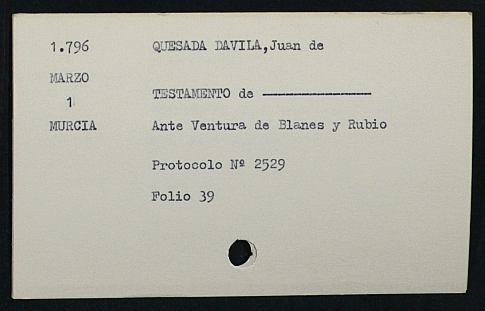 1.796 QUESADA DAVILA,Juan de
MARZO
1 TESTAMENTO de ----------------
MURCIA Ante Ventura de Blanes y Rubio
Protocolo Nº 2529
Folio 39